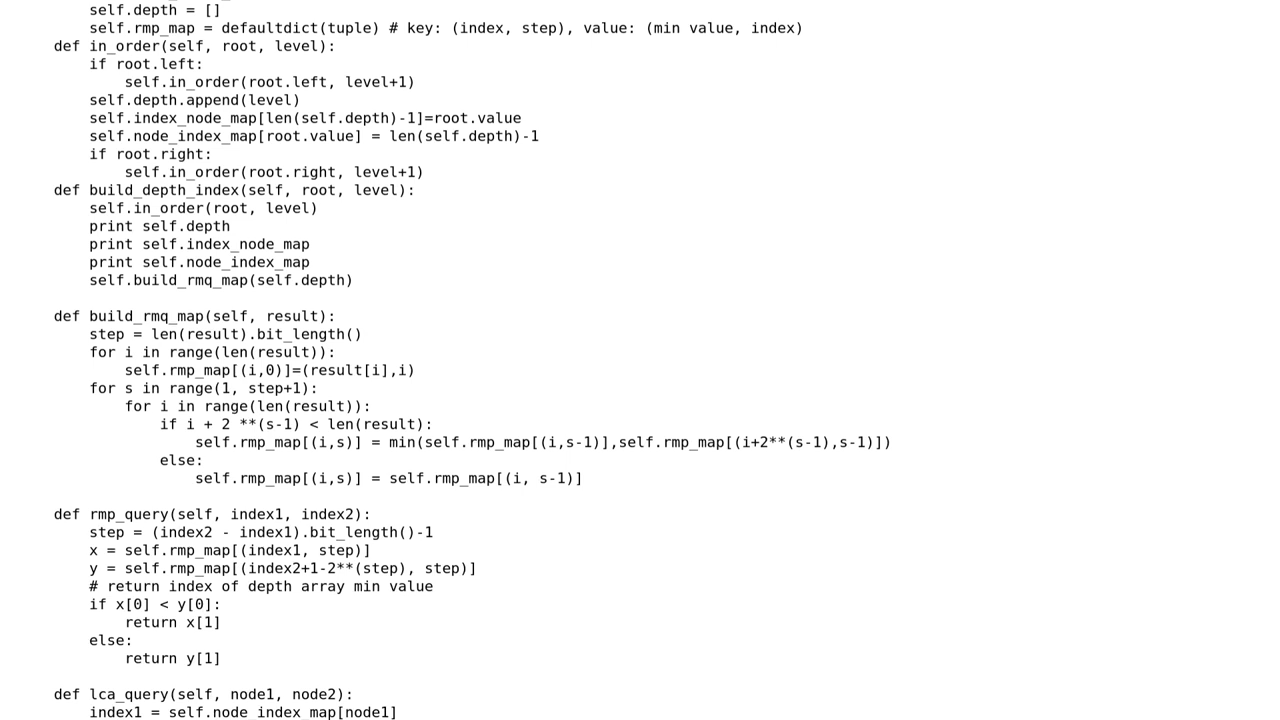 self.depth = []
self.rmp_map = defaultdict(tuple) # key: (index, step), value: (min value, index)
def in_order(self, root, level):
if root.left:
self.in_order(root.left, level+1)
self.depth.append(level)
self.index_node_map[len(self.depth)-1]=root.value
self.node_index_map[root.value] = len(self.depth)-1
if root.right:
self.in_order(root.right, level+1)
def build_depth_index(self, root, level):
self.in_order(root, level)
print self.depth
print self.index_node_map
print self.node_index_map
self.build_rmq_map(self.depth)
def build_rmq_map(self, result):
step = len(result).bit_length()
for i in range(len(result)):
self.rmp_map[(i,0)]=(result[i],i)
for s in range(1, step+1):
for i in range(len(result)):
if i + 2 **(s-1) < len(result):
self.rmp_map[(i,s)] = min(self.rmp_map[(i,s-1)],self.rmp_map[(i+2**(s-1),s-1)])
else:
self.rmp_map[(i,s)] = self.rmp_map[(i, s-1)]
def rmp_query(self, index1, index2):
step = (index2 - index1).bit_length()-1
x = self.rmp_map[(index1, step)]
y = self.rmp_map[(index2+1-2**(step), step)]
# return index of depth array min value
if x[0] < y[0]:
return x[1]
else:
return y[1]
def lca_query(self, node1, node2):
index1 = self.node_index_map[node1]